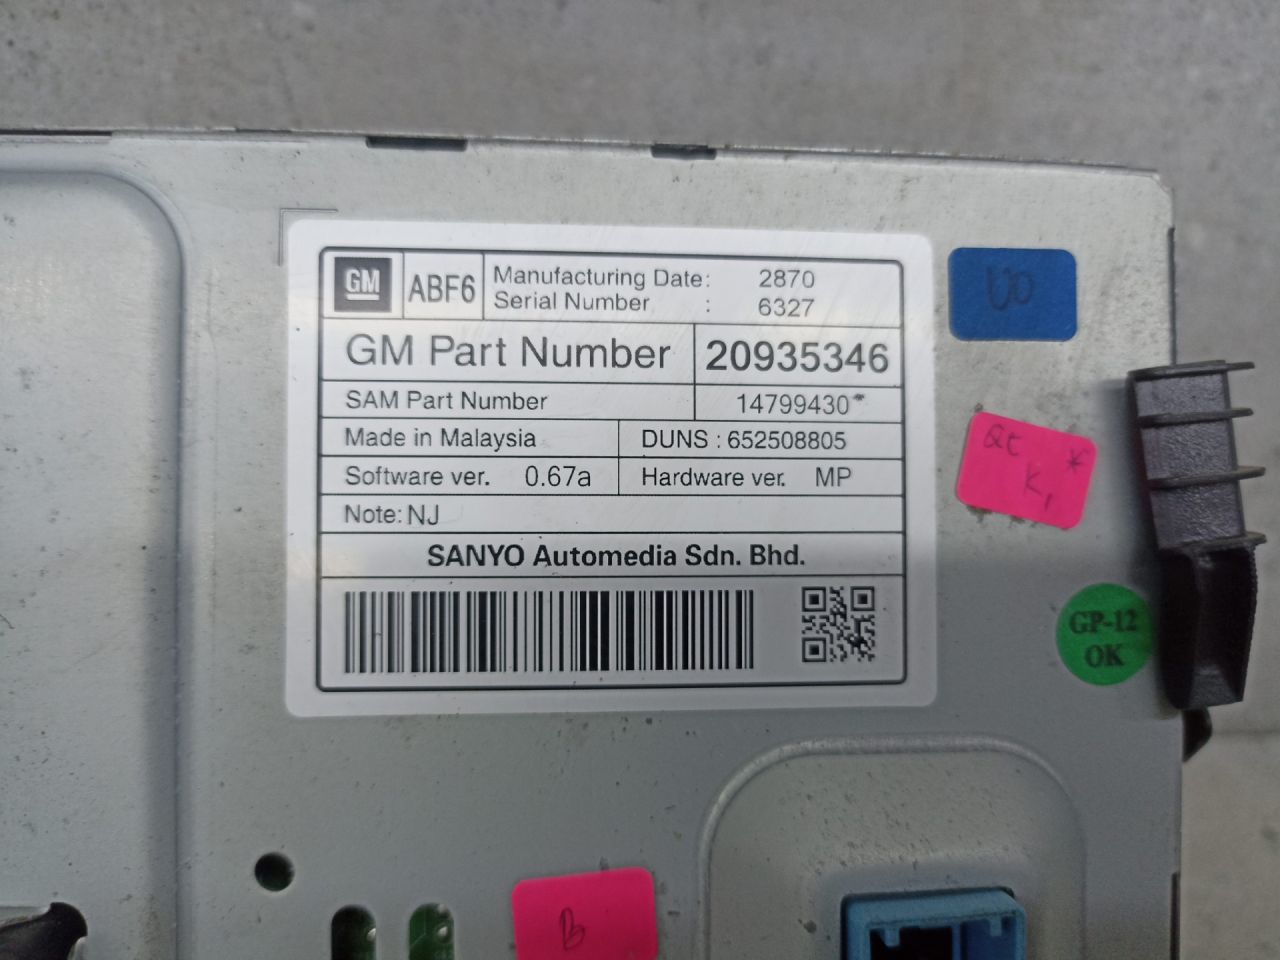 GM ABF6 Manufacturing Date: 2870
Serial Number : 6327
GM Part Number 20935346
SAM Part Number 14799430*
Made in Malaysia DUNS : 652508805
Software ver. 0.67a Hardware ver. MP
Note: NJ
SANYO Automedia Sdn. Bhd.
GP-12
OK
B